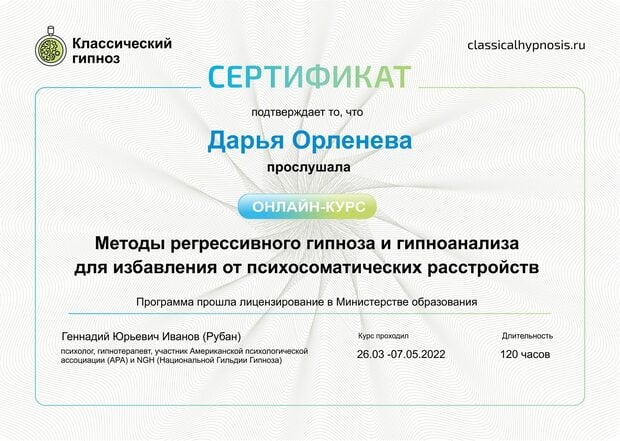 Классический
гипноз
classicalhypnosis.ru
СЕРТИФИКАТ
подтверждает то, что
Дарья Орленева
прослушала
ОНЛАЙН-КУРС
Методы регрессивного гипноза и гипноанализа
для избавления от психосоматических расстройств
Программа прошла лицензирование в Министерстве образования
Геннадий Юрьевич Иванов (Рубан)
психолог, гипнотерапевт, участник Американской психологической
ассоциации (APA) и NGH (Национальной Гильдии Гипноза)
Курс проходил
26.03 -07.05.2022
Длительность
120 часов